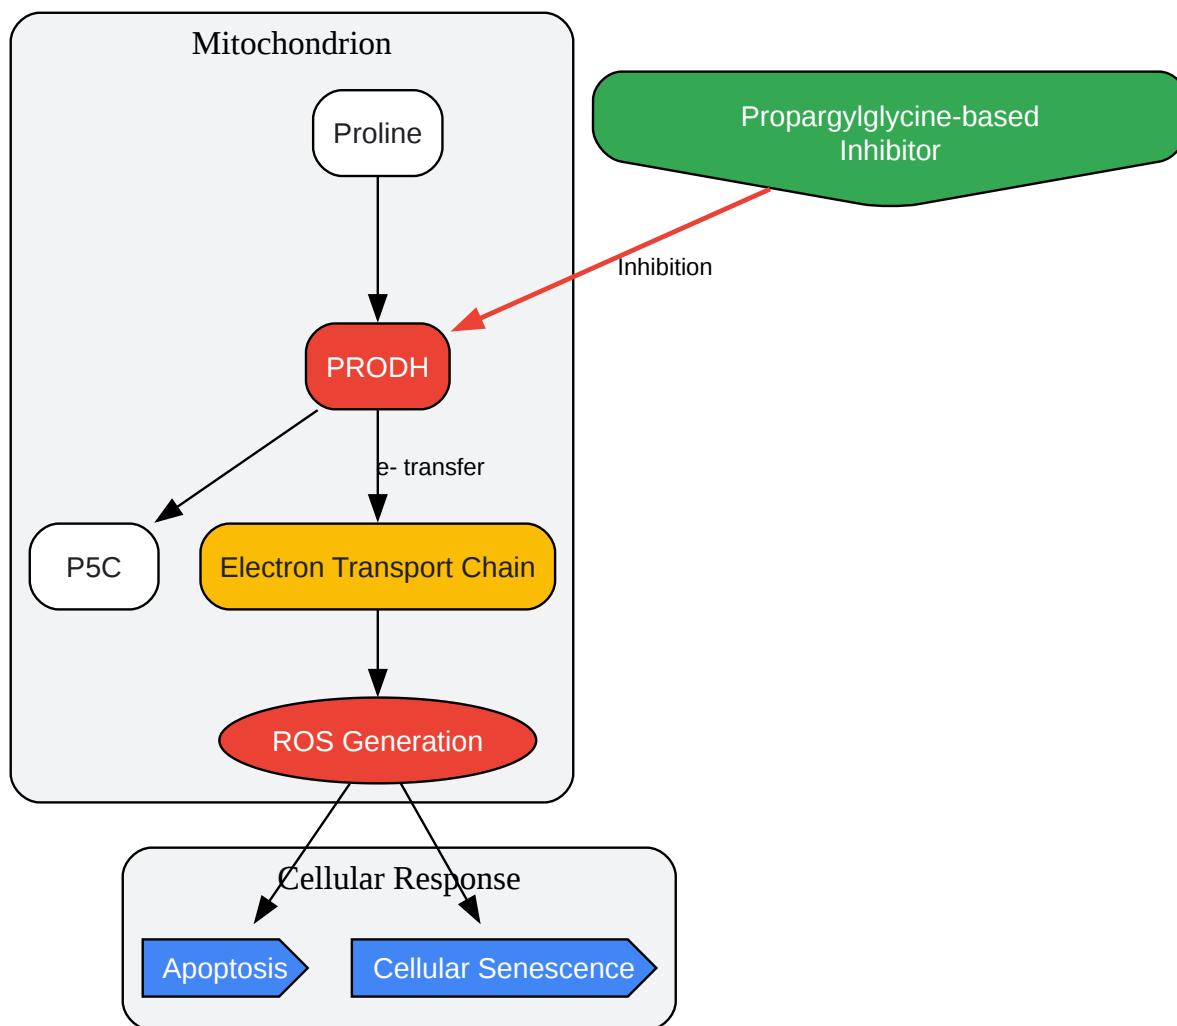 Mitochondrion
Proline
Propargylglycine-based
Inhibitor
Inhibition
PRODH
e- transfer
P5C
Electron Transport Chain
ROS Generation
Cellular Response
Apoptosis
Cellular Senescence